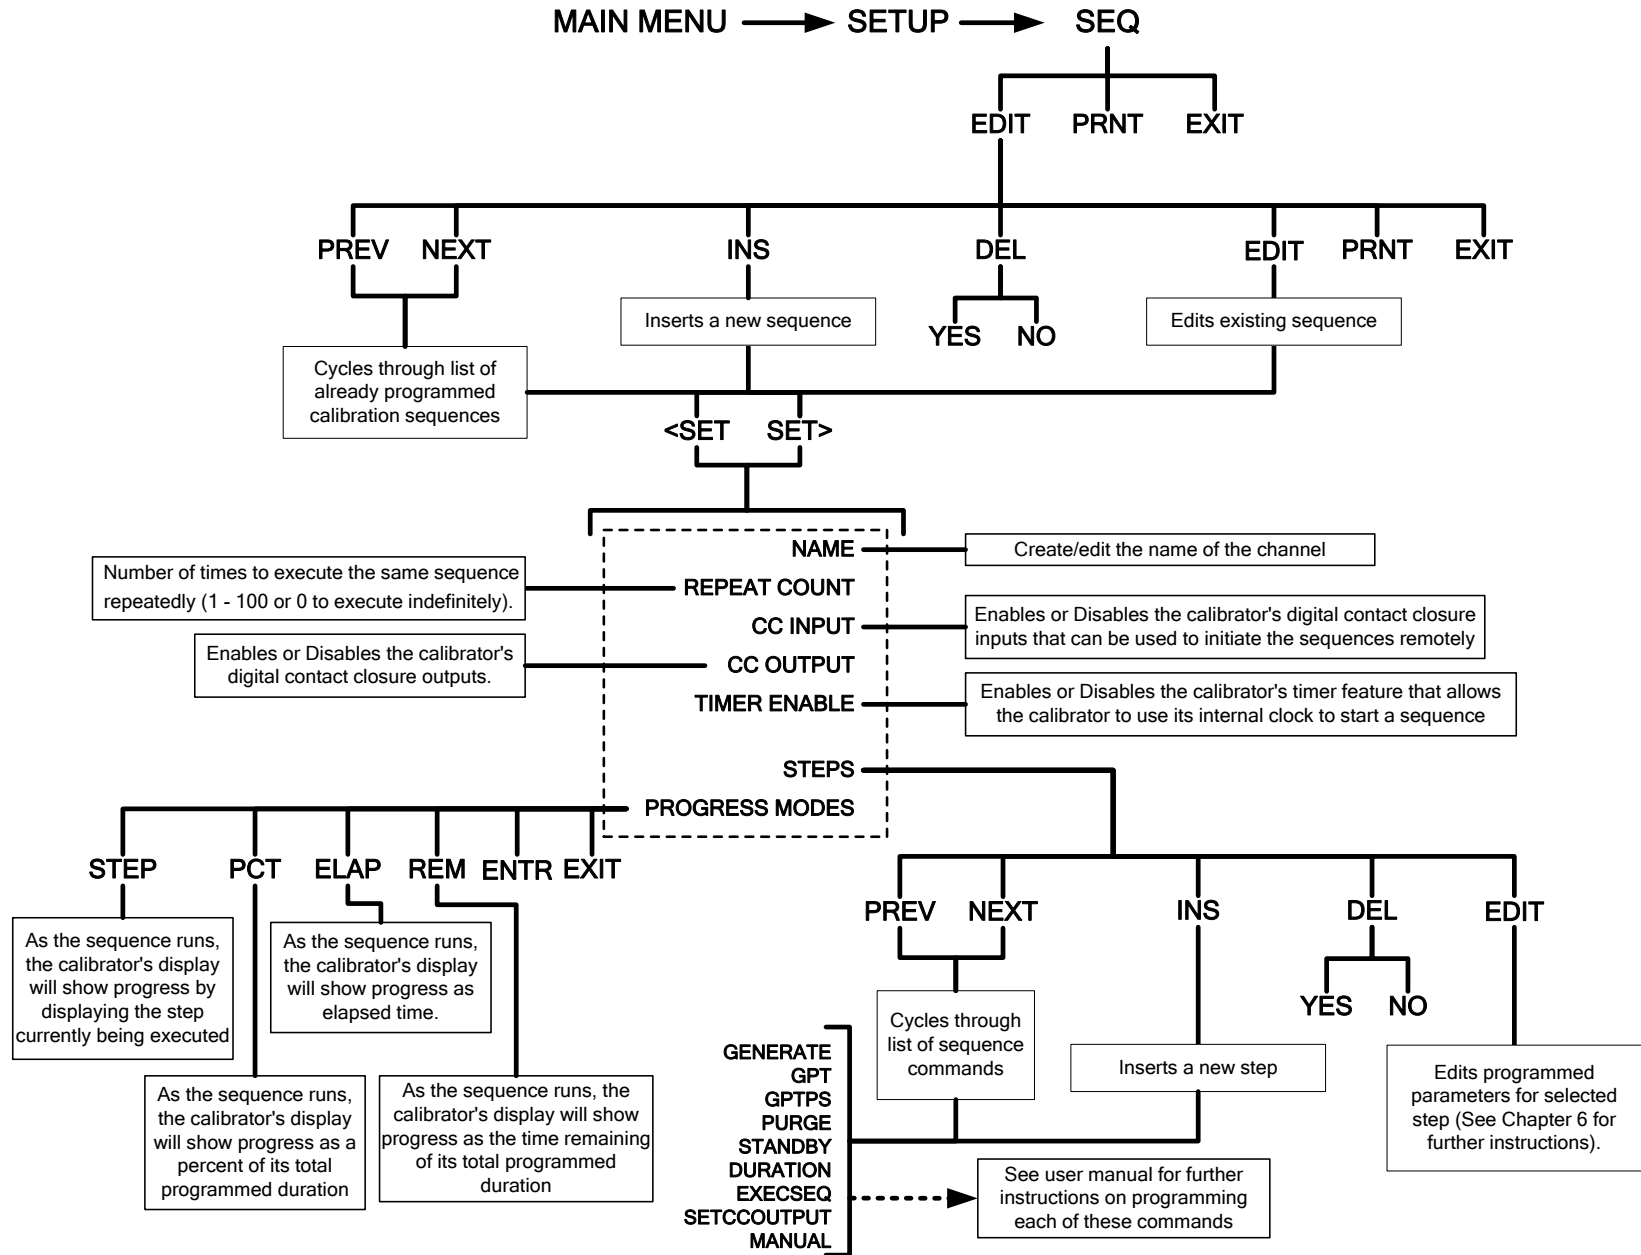 MAIN MENU SETUP SEQ
EDIT PRNT EXIT
PREV NEXT INS DEL EDIT PRNT EXIT
Inserts a new sequence
YES NO
Edits existing sequence
Cycles through list of
already programmed
calibration sequences
<SET SET>
NAME
Create/edit the name of the channel
REPEAT COUNT
Number of times to execute the same sequence
repeatedly (1 - 100 or 0 to execute indefinitely).
CC INPUT
Enables or Disables the calibrator's digital contact closure
inputs that can be used to initiate the sequences remotely
CC OUTPUT
Enables or Disables the calibrator's
digital contact closure outputs.
TIMER ENABLE
Enables or Disables the calibrator's timer feature that allows
the calibrator to use its internal clock to start a sequence
STEPS
PROGRESS MODES
STEP PCT ELAP REM ENTR EXIT
As the sequence runs,
the calibrator's display
will show progress by
displaying the step
currently being executed
As the sequence runs,
the calibrator's display
will show progress as a
percent of its total
programmed duration
As the sequence runs,
the calibrator's display
will show progress as
elapsed time.
As the sequence runs, the
calibrator's display will show
progress as the time remaining
of its total programmed
duration
PREV NEXT INS DEL EDIT
YES NO
Cycles through
list of sequence
commands
Inserts a new step
Edits programmed
parameters for selected
step (See Chapter 6 for
further instructions).
GENERATE
GPT
GPTPS
PURGE
STANDBY
DURATION
EXECSEQ
SETCCOUTPUT
MANUAL
See user manual for further
instructions on programming
each of these commands